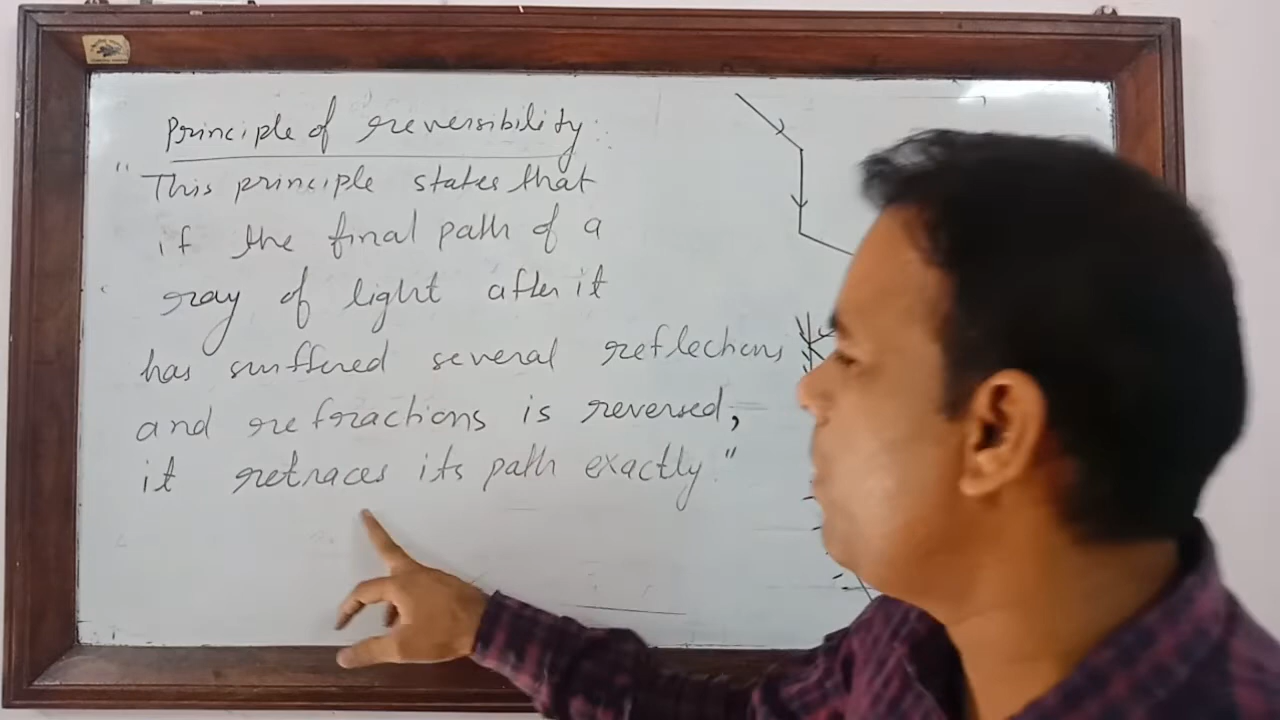 Principle of reversibility:
"This principle states that
if the final path of a
ray of light after it
has suffered several reflections
and refractions is reversed,
it retraces its path exactly."